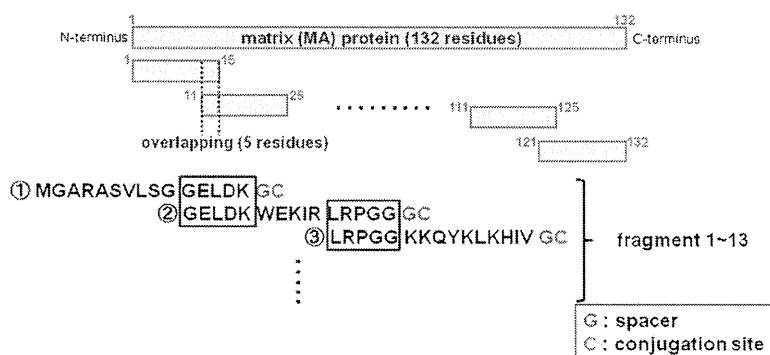 132
N-terminus matrix (MA) protein (132 residues) C-terminus
1 15
11 25 ········· 111 125
121 132
overlapping (5 residues)
① MGARASVLSG GELDK GC
② GELDK WEKIR LRPGG GC
③ LRPGG KKQYKLKHIV GC
fragment 1~13
G : spacer
C : conjugation site